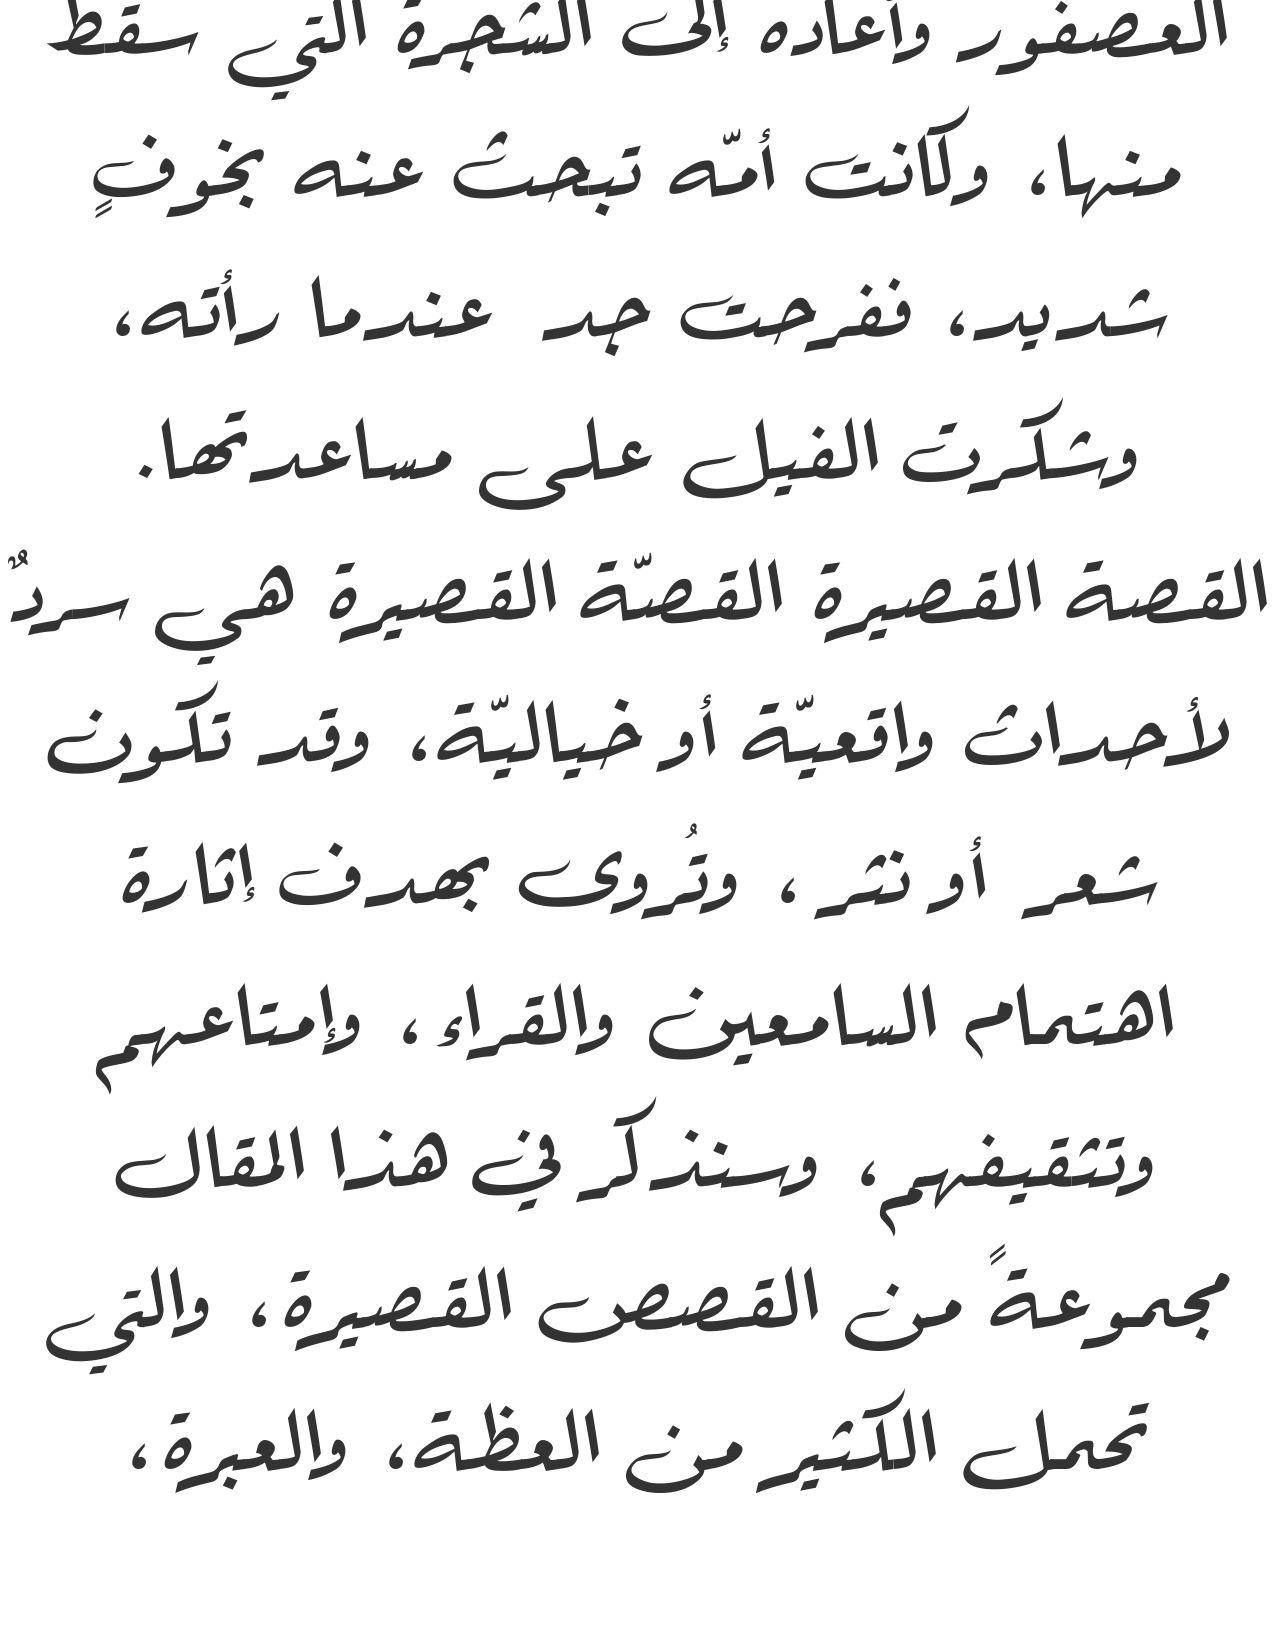 العصفور وأعاده إلى الشجرة التي سقط
منها، وكانت أمّه تبحث عنه بخوفٍ
شديد، ففرحت جد عندما رأته،
وشكرت الفيل على مساعدتها.
القصة القصيرة القصّة القصيرة هي سردٌ
لأحداث واقعيّة أو خياليّة، وقد تكون
شعر أو نثر ، وتُروى بهدف إثارة
اهتمام السامعين والقراء، وإمتاعهم
وتثقيفهم، وسنذكر في هذا المقال
مجموعةً من القصص القصيرة، والتي
تحمل الكثير من العظة، والعبرة،